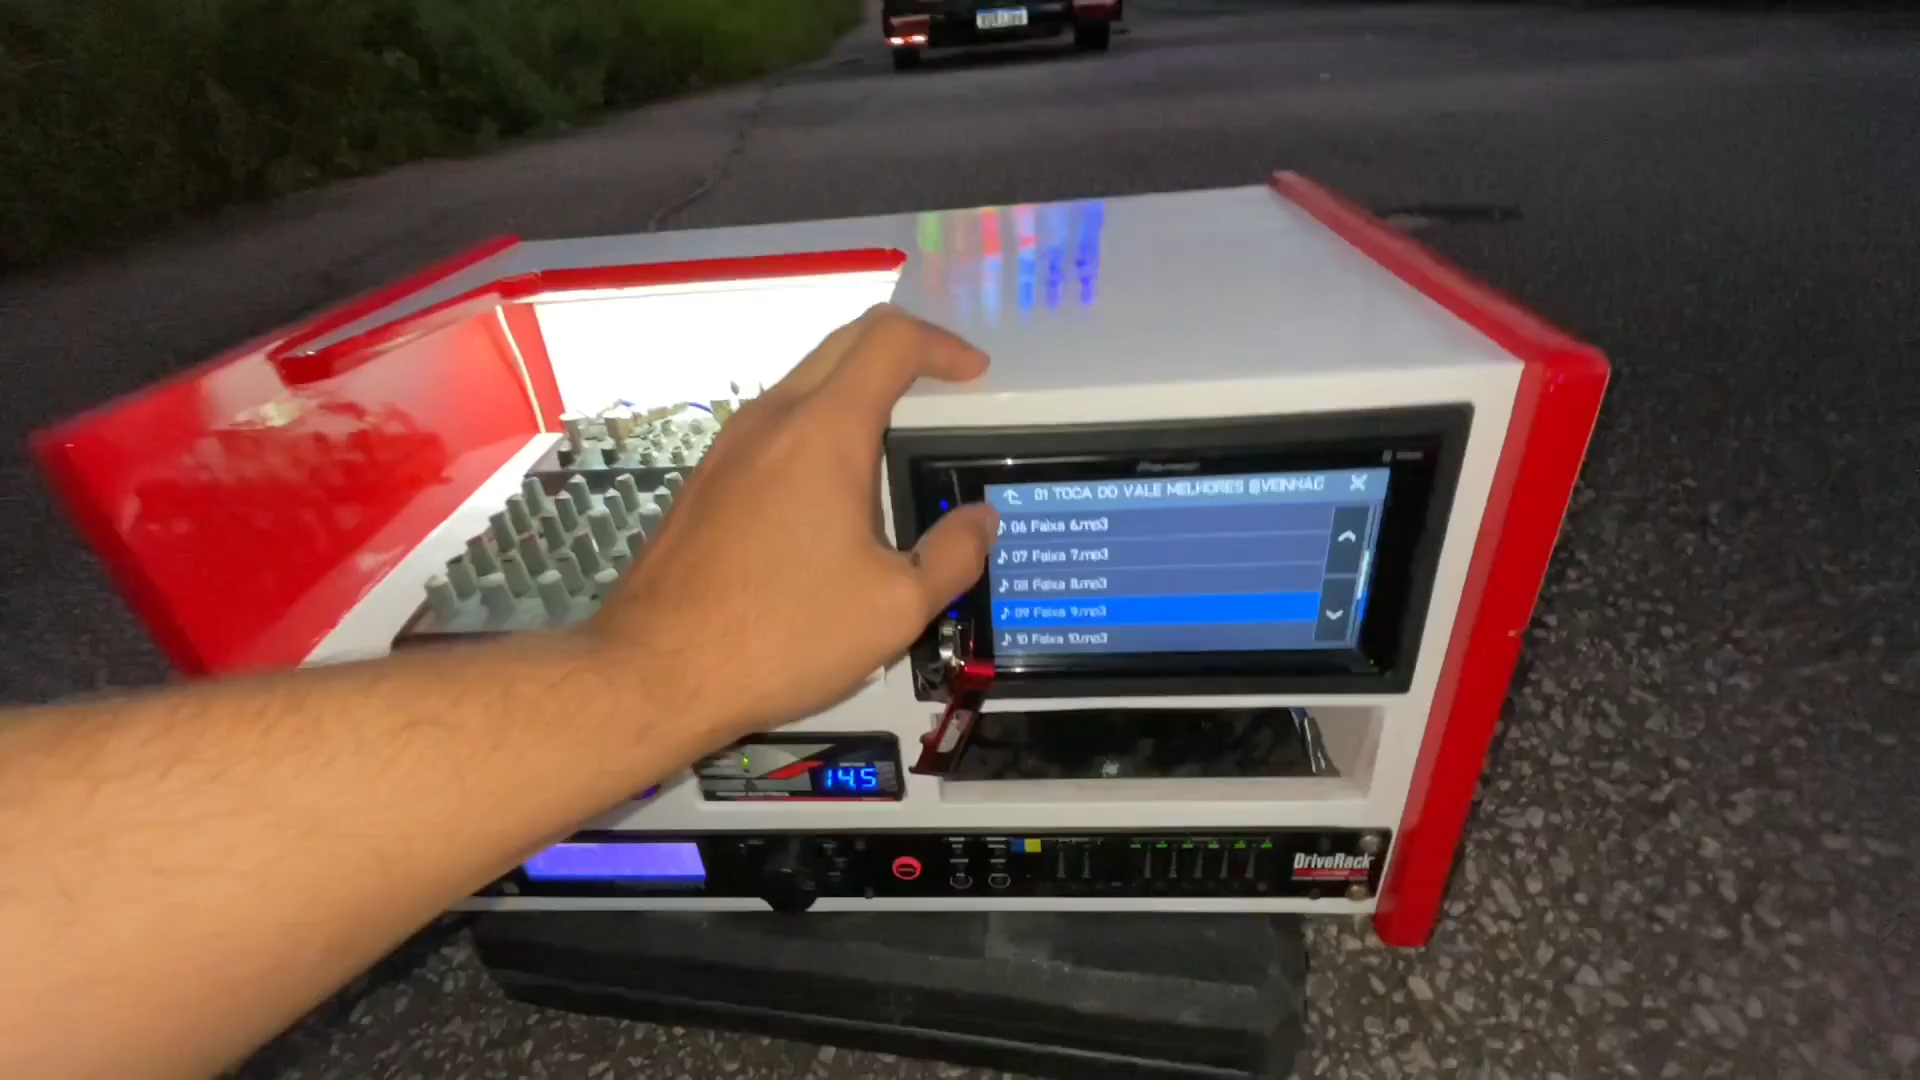 01 TOCA DO VALE MELHORES @VEINHAC
06 Faixa 6.mp3
07 Faixa 7.mp3
08 Faixa 8.mp3
09 Faixa 9.mp3
10 Faixa 10.mp3
14.5
DriveRack